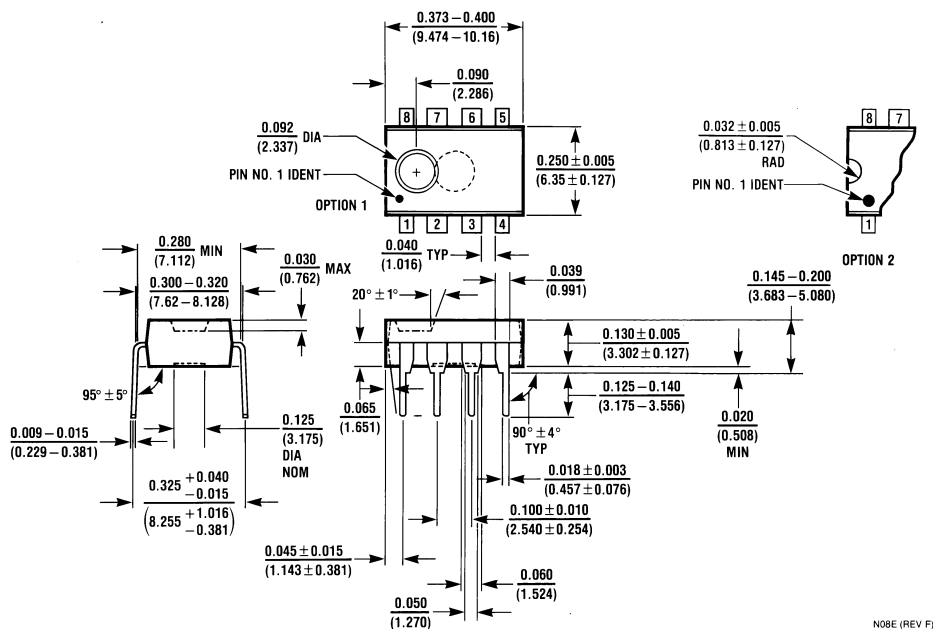 0.373 – 0.400
(9.474 – 10.16)
0.090
(2.286)
8 7 6 5
0.092 DIA
(2.337)
PIN NO. 1 IDENT
OPTION 1
+
1 2 3 4
0.250 ± 0.005
(6.35 ± 0.127)
0.032 ± 0.005
(0.813 ± 0.127)
RAD
PIN NO. 1 IDENT
8 7
1
OPTION 2
0.280 MIN
(7.112)
0.300 – 0.320
(7.62 – 8.128)
0.030 MAX
(0.762)
0.040 TYP
(1.016)
0.039
(0.991)
20° ± 1°
0.145 – 0.200
(3.683 – 5.080)
0.130 ± 0.005
(3.302 ± 0.127)
0.125 – 0.140
(3.175 – 3.556)
0.020
(0.508)
MIN
95° ± 5°
0.009 – 0.015
(0.229 – 0.381)
0.125
(3.175)
DIA
NOM
0.065
(1.651)
90° ± 4°
TYP
0.018 ± 0.003
(0.457 ± 0.076)
0.325 +0.040
−0.015
(8.255 +1.016
−0.381)
0.100 ± 0.010
(2.540 ± 0.254)
0.045 ± 0.015
(1.143 ± 0.381)
0.060
(1.524)
0.050
(1.270)
N08E (REV F)